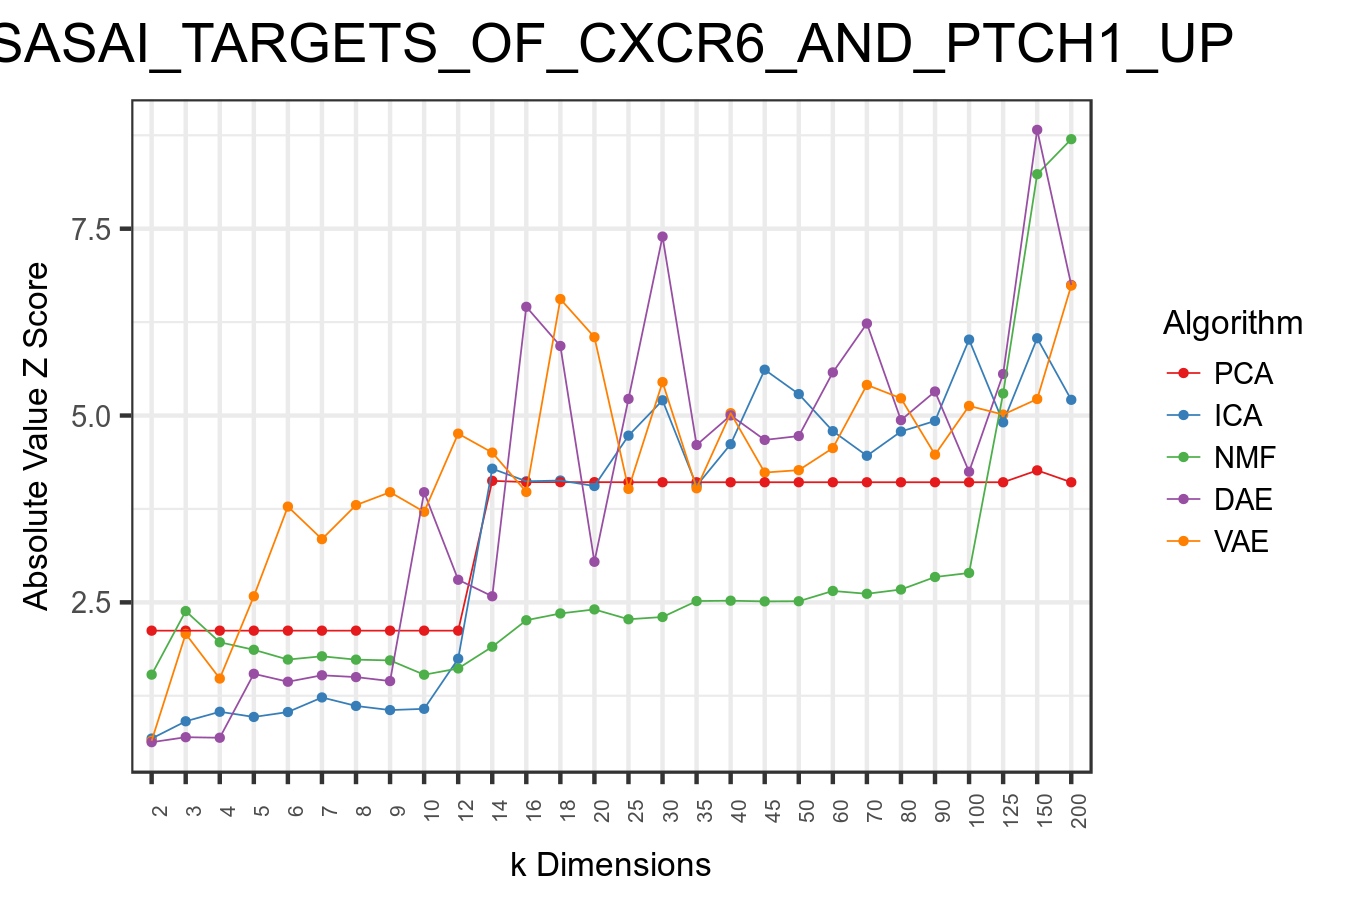 SASAI_TARGETS_OF_CXCR6_AND_PTCH1_UP
Absolute Value Z Score
7.5
5.0
2.5
2 3 4 5 6 7 8 9 10 12 14 16 18 20 25 30 35 40 45 50 60 70 80 90 100 125 150 200
k Dimensions
Algorithm
PCA
ICA
NMF
DAE
VAE